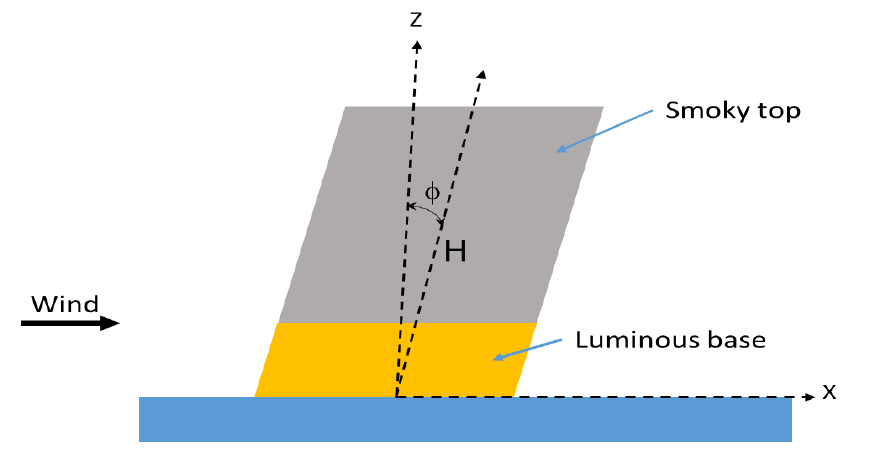 Z
Smoky top
ϕ
H
Wind
Luminous base
x